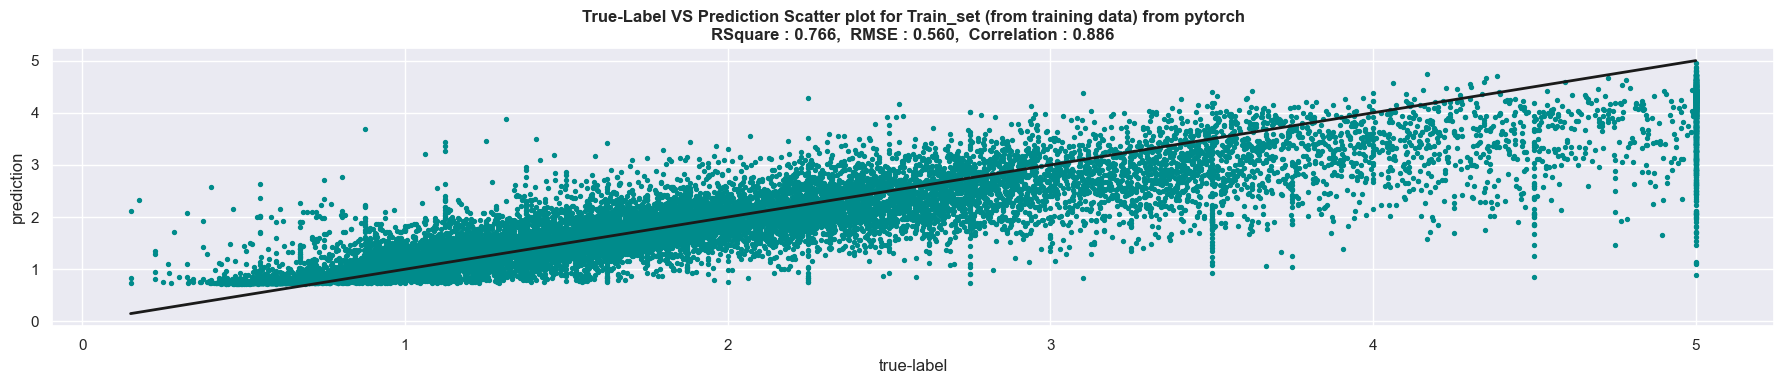 True-Label VS Prediction Scatter plot for Train_set (from training data) from pytorch
RSquare : 0.766,  RMSE : 0.560,  Correlation : 0.886
5
4
3
2
1
0
prediction
0 1 2 3 4 5
true-label